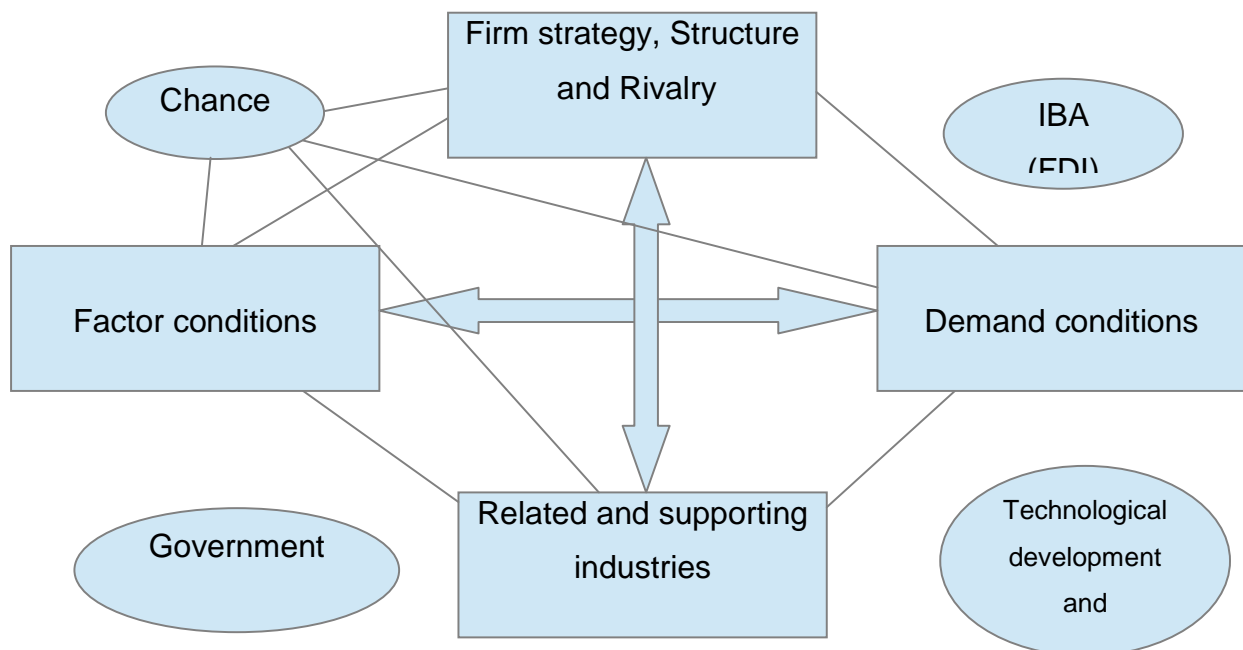 Firm strategy, Structure
and Rivalry
Chance
IBA
(FDI)
Factor conditions
Demand conditions
Related and supporting
industries
Government
Technological
development
and